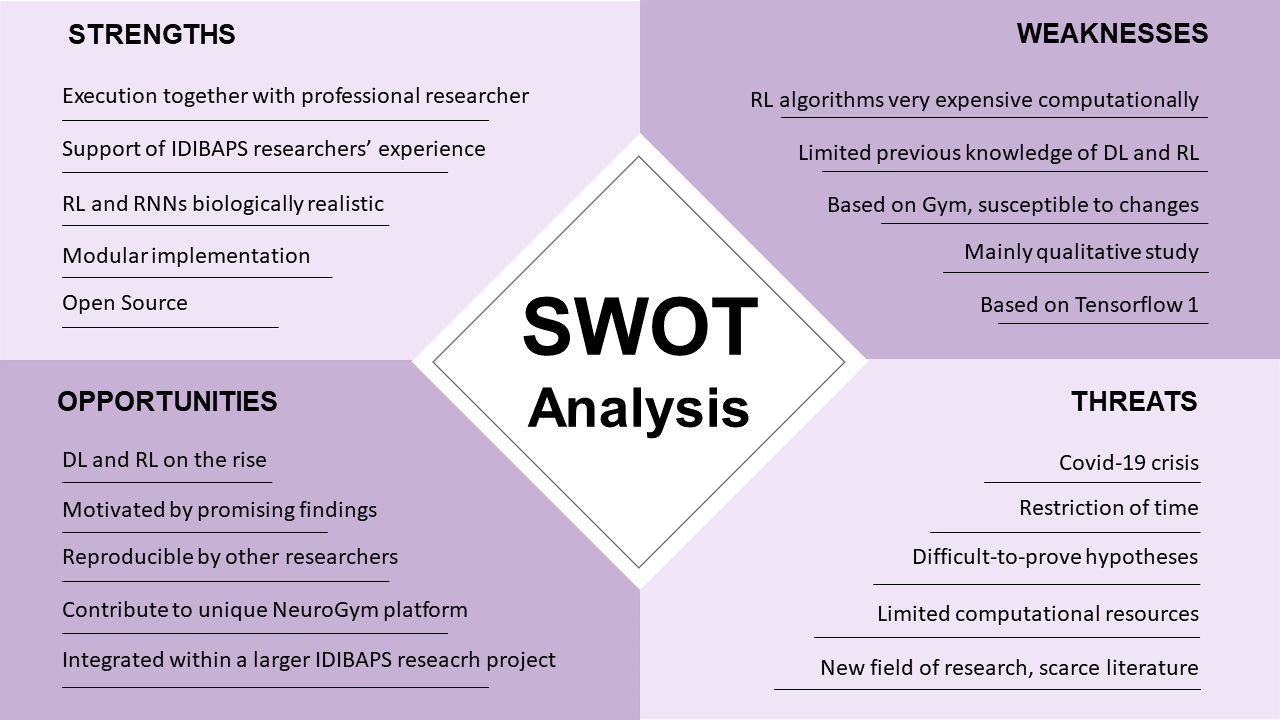 STRENGTHS
Execution together with professional researcher
Support of IDIBAPS researchers’ experience
RL and RNNs biologically realistic
Modular implementation
Open Source
WEAKNESSES
RL algorithms very expensive computationally
Limited previous knowledge of DL and RL
Based on Gym, susceptible to changes
Mainly qualitative study
Based on Tensorflow 1
SWOT
Analysis
OPPORTUNITIES
DL and RL on the rise
Motivated by promising findings
Reproducible by other researchers
Contribute to unique NeuroGym platform
Integrated within a larger IDIBAPS reseacrh project
THREATS
Covid-19 crisis
Restriction of time
Difficult-to-prove hypotheses
Limited computational resources
New field of research, scarce literature